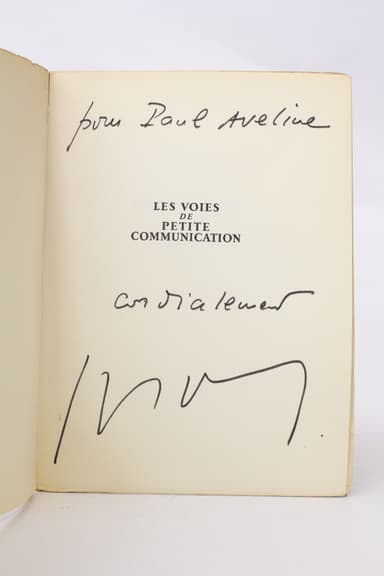 pour Paul Aveline
LES VOIES
DE
PETITE
COMMUNICATION
cordialement